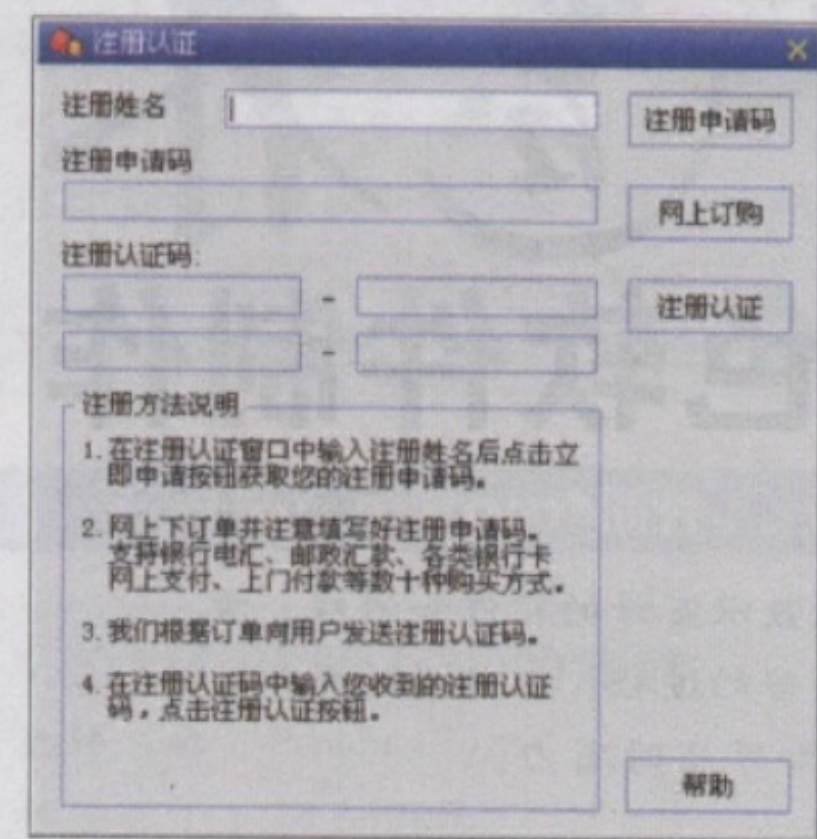 注册认证
注册姓名
注册申请码
注册申请码
网上订购
注册认证码:
-
注册认证
-
注册方法说明
1. 在注册认证窗口中输入注册姓名后点击立
即申请按钮获取您的注册申请码。
2. 网上下订单并注意填写好注册申请码。
支持银行电汇、邮政汇款、各类银行卡
网上支付、上门付款等数十种购买方式。
3. 我们根据订单向用户发送注册认证码。
4. 在注册认证码中输入您收到的注册认证
码，点击注册认证按钮。
帮助